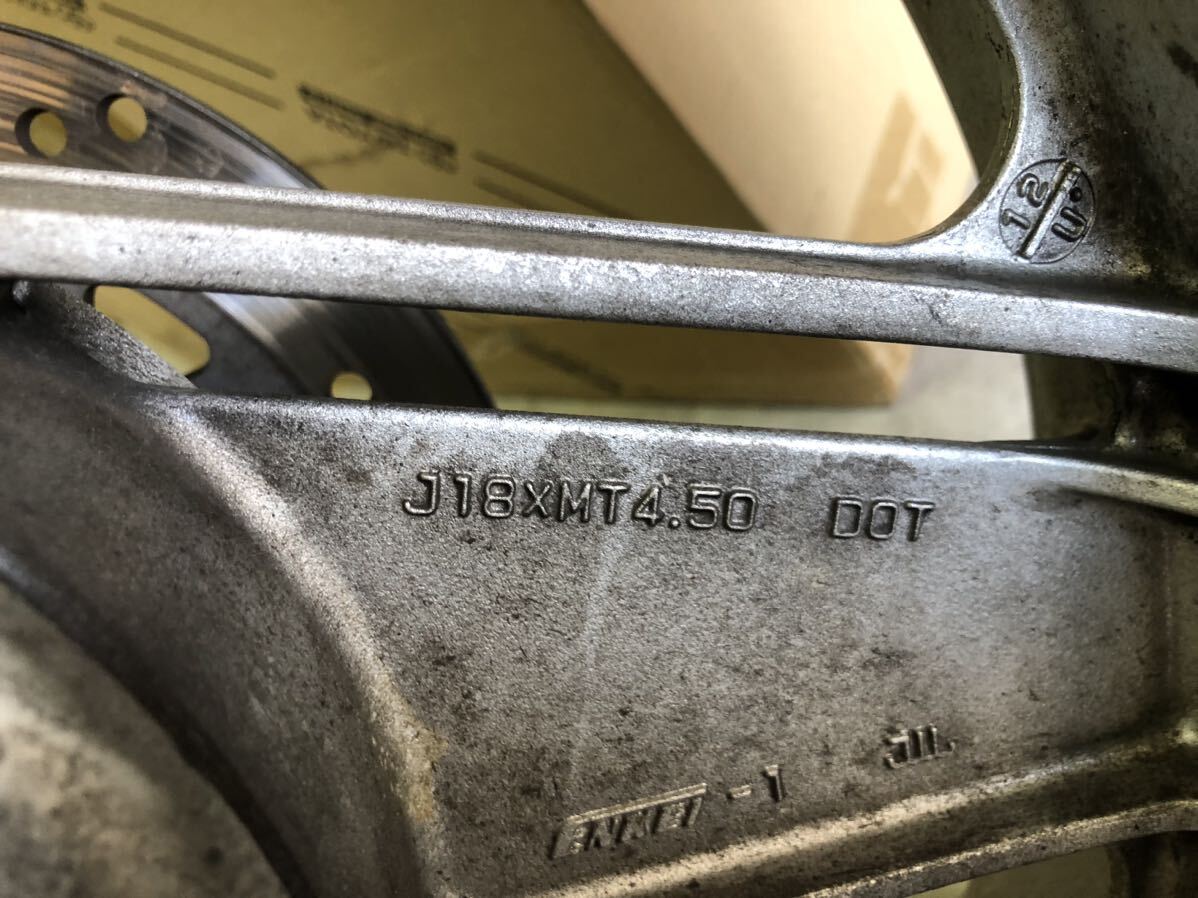 12
U.
J18XMT4.50 DOT
JIL
ENKEI -1